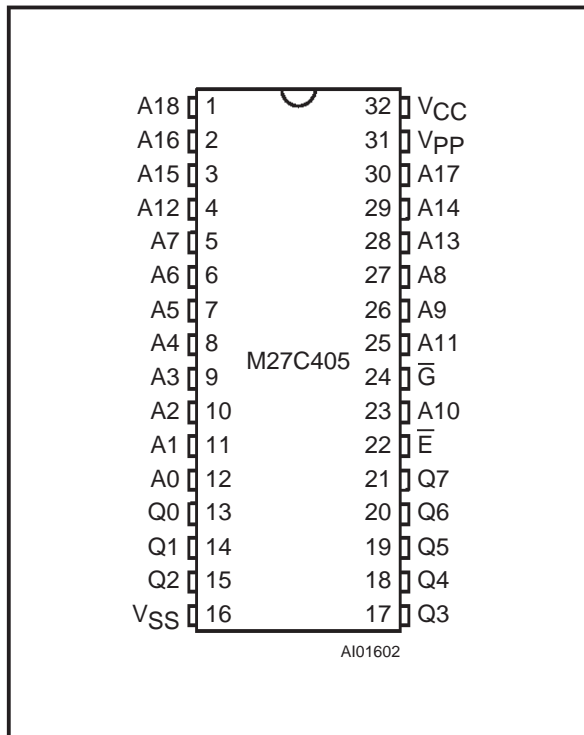 A18 1 32 VCC
A16 2 31 VPP
A15 3 30 A17
A12 4 29 A14
A7 5 28 A13
A6 6 27 A8
A5 7 26 A9
A4 8 25 A11
M27C405
A3 9 24 G̅
A2 10 23 A10
A1 11 22 E̅
A0 12 21 Q7
Q0 13 20 Q6
Q1 14 19 Q5
Q2 15 18 Q4
VSS 16 17 Q3
AI01602